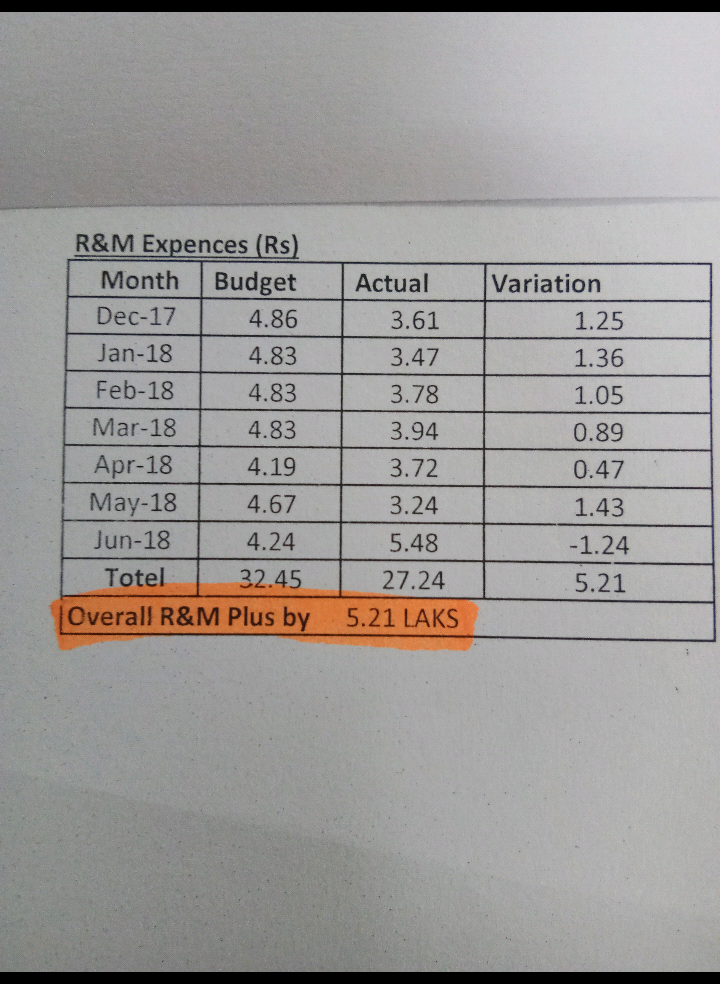 R&M Expences (Rs)
Month Budget Actual Variation
Dec-17 4.86 3.61 1.25
Jan-18 4.83 3.47 1.36
Feb-18 4.83 3.78 1.05
Mar-18 4.83 3.94 0.89
Apr-18 4.19 3.72 0.47
May-18 4.67 3.24 1.43
Jun-18 4.24 5.48 -1.24
Totel 32.45 27.24 5.21
Overall R&M Plus by 5.21 LAKS